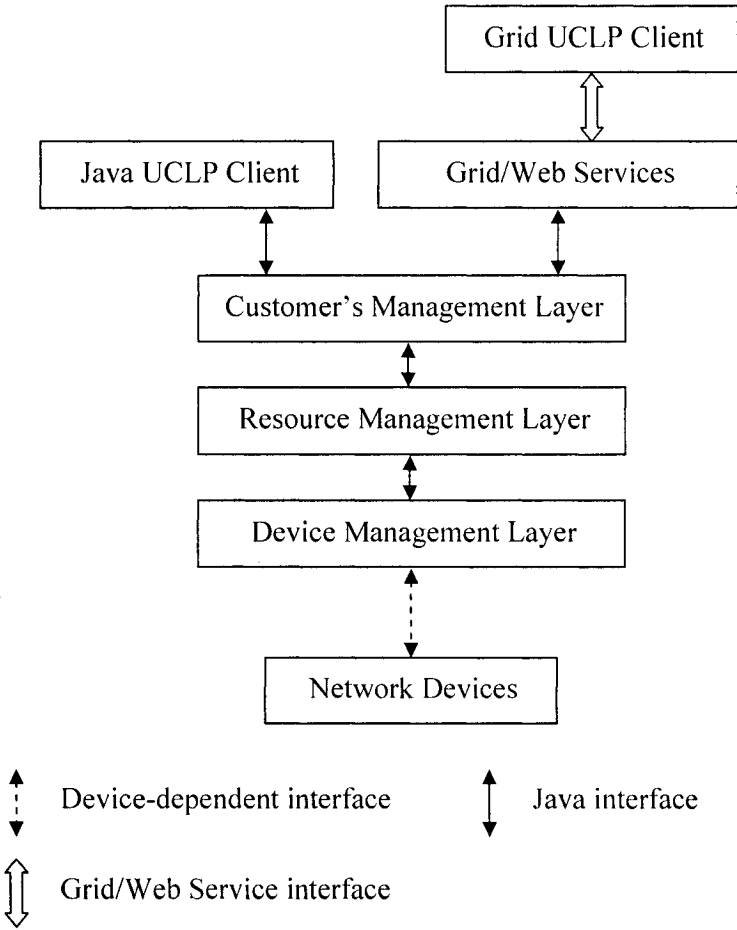 Grid UCLP Client
Java UCLP Client
Grid/Web Services
Customer's Management Layer
Resource Management Layer
Device Management Layer
Network Devices
Device-dependent interface
Java interface
Grid/Web Service interface